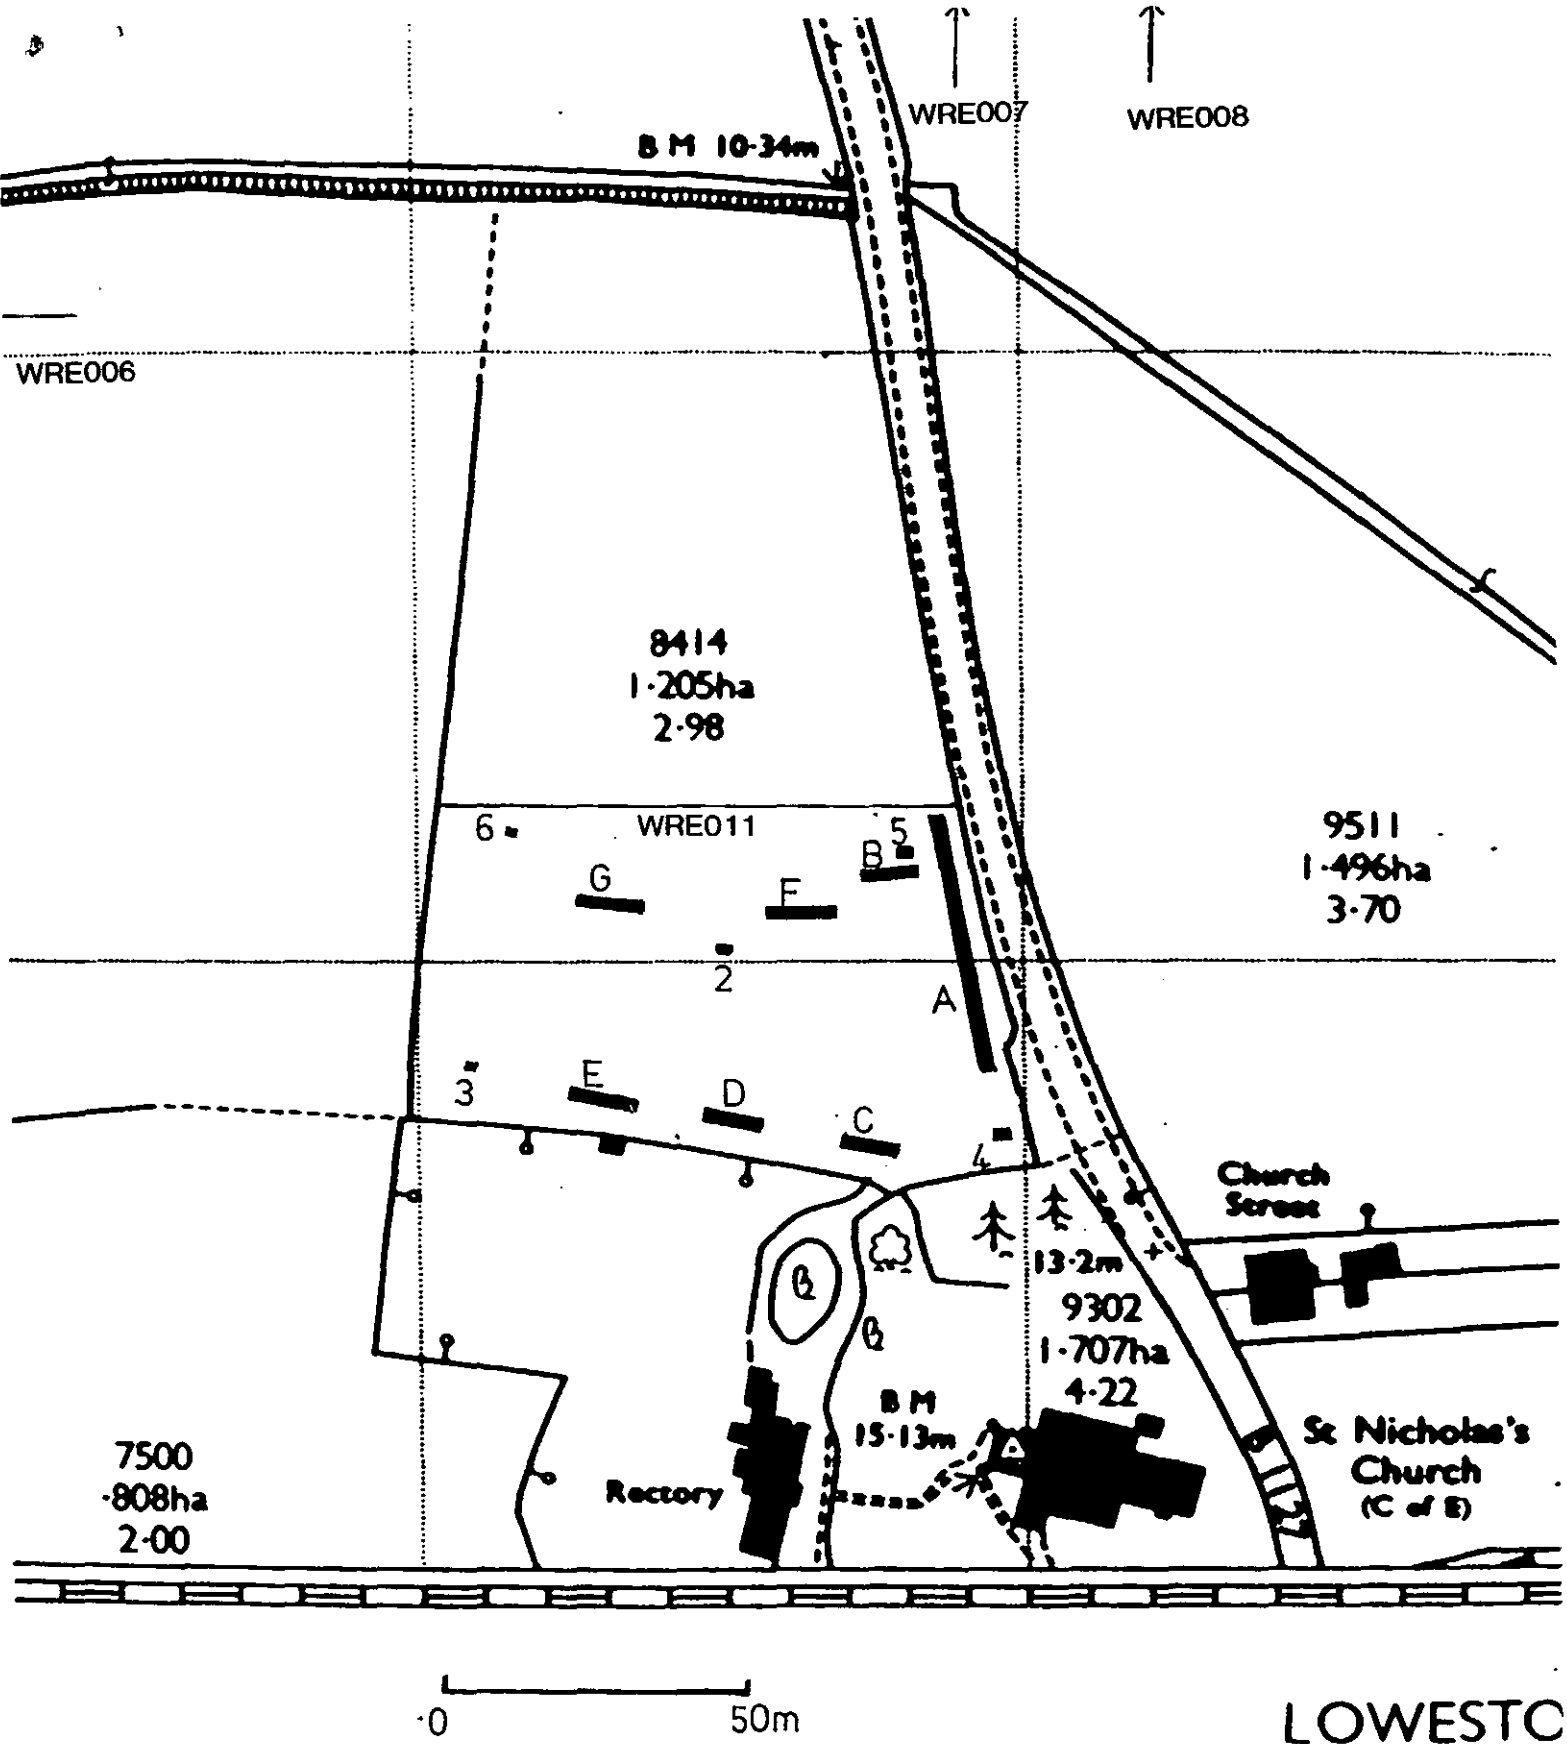 WRE007
WRE008
B M 10·34m
WRE006
8414
1·205ha
2·98
WRE011
6
5
B
G
F
9511
1·496ha
3·70
2
A
3
E
D
C
4
Church
Street
13·2m
9302
1·707ha
4·22
B M
15·13m
Rectory
St Nicholas's
Church
(C of E)
B 1127
7500
·808ha
2·00
0
50m
LOWESTO